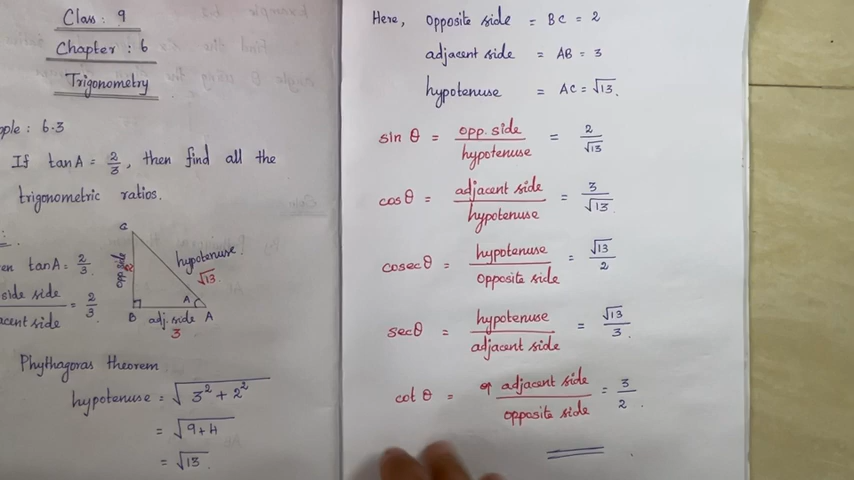 Class : 9
Chapter : 6
Trigonometry
ple : 6.3
If tan A = 2/3, then find all the
trigonometric ratios.
en tan A = 2/3
side side / acent side = 2/3
C
opp. side 2
hypotenuse √13
B adj. side A A
3
Phythagoras theorem
hypotenuse = √3² + 2²
= √9+4
= √13
Here, opposite side = BC = 2
adjacent side = AB = 3
hypotenuse = AC = √13.
sin θ = opp. side / hypotenuse = 2/√13
cos θ = adjacent side / hypotenuse = 3/√13
cosec θ = hypotenuse / opposite side = √13/2
sec θ = hypotenuse / adjacent side = √13/3.
cot θ = adjacent side / opposite side = 3/2.